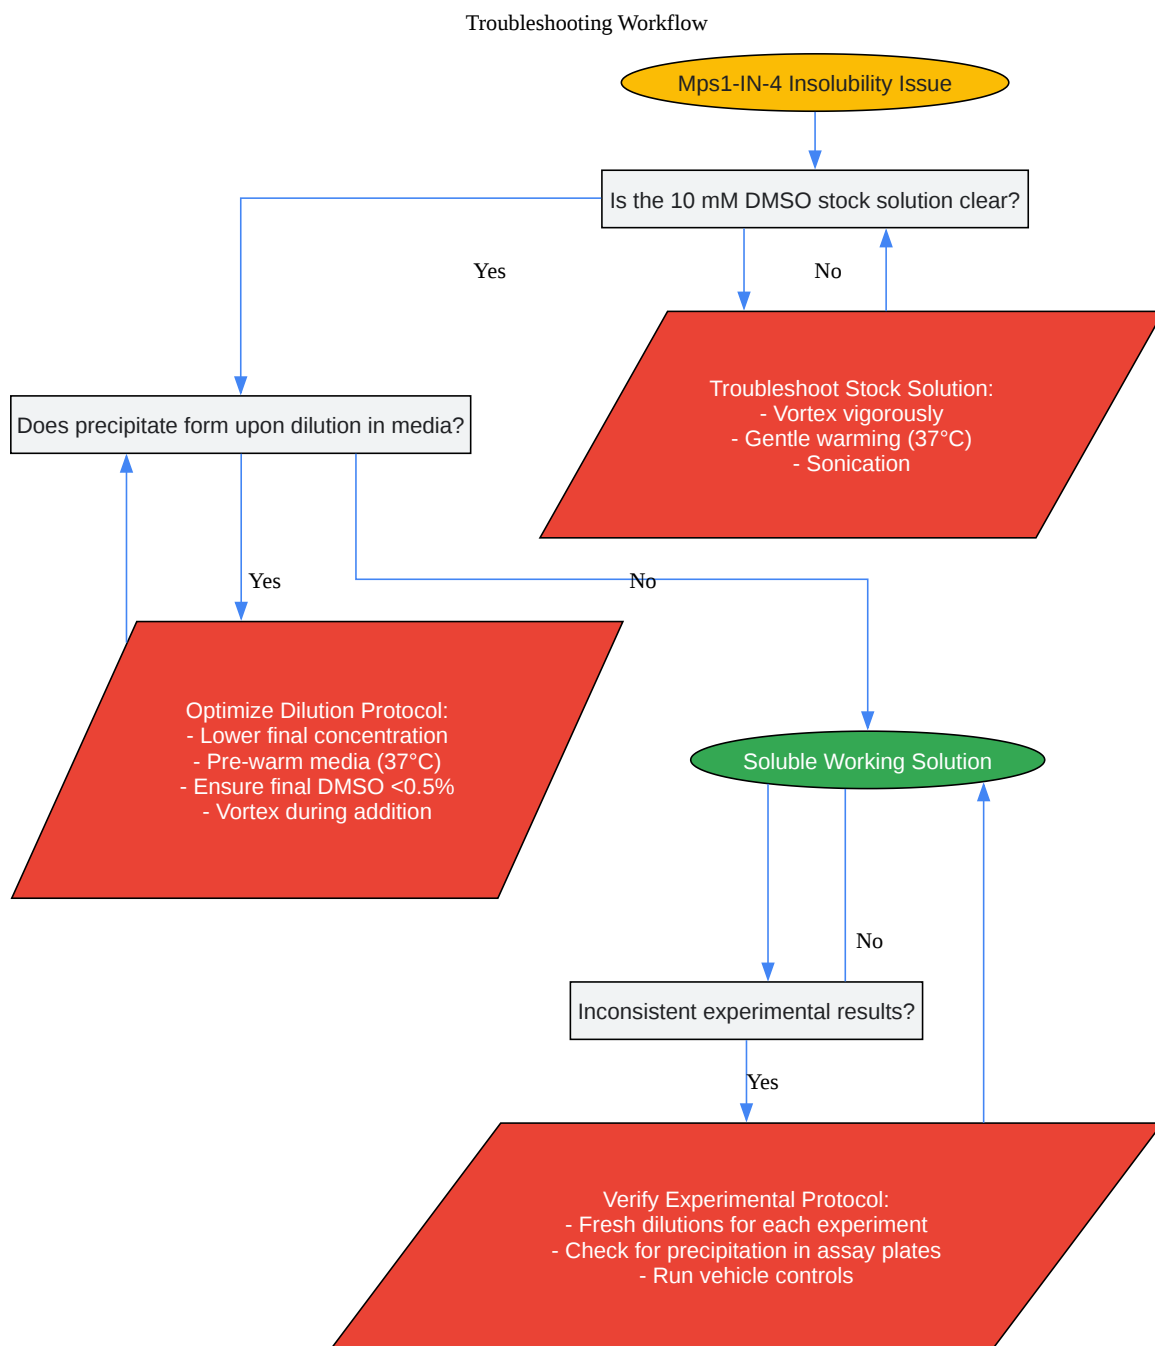 Troubleshooting Workflow
Mps1-IN-4 Insolubility Issue
Is the 10 mM DMSO stock solution clear?
Yes
No
Troubleshoot Stock Solution:
- Vortex vigorously
- Gentle warming (37°C)
- Sonication
Does precipitate form upon dilution in media?
Yes
No
Optimize Dilution Protocol:
- Lower final concentration
- Pre-warm media (37°C)
- Ensure final DMSO <0.5%
- Vortex during addition
Soluble Working Solution
No
Inconsistent experimental results?
Yes
Verify Experimental Protocol:
- Fresh dilutions for each experiment
- Check for precipitation in assay plates
- Run vehicle controls